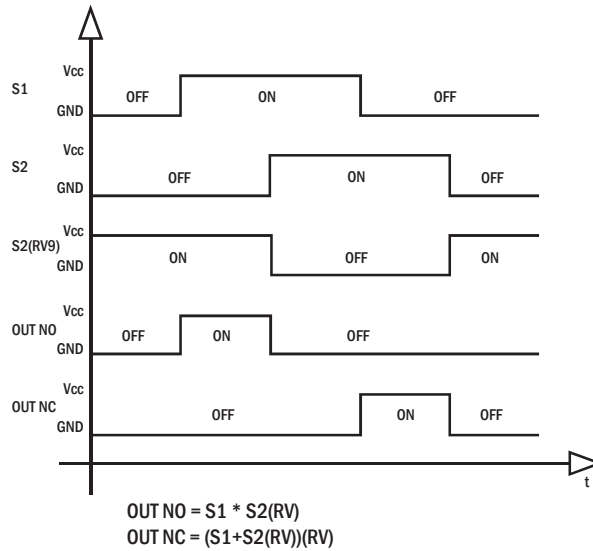 Vcc
S1
OFF
ON
OFF
GND
Vcc
S2
OFF
ON
OFF
GND
Vcc
S2(RV9)
ON
OFF
ON
GND
Vcc
OUT NO
OFF
ON
OFF
GND
Vcc
OUT NC
OFF
ON
OFF
GND
t
OUT NO = S1 * S2(RV)
OUT NC = (S1+S2(RV))(RV)